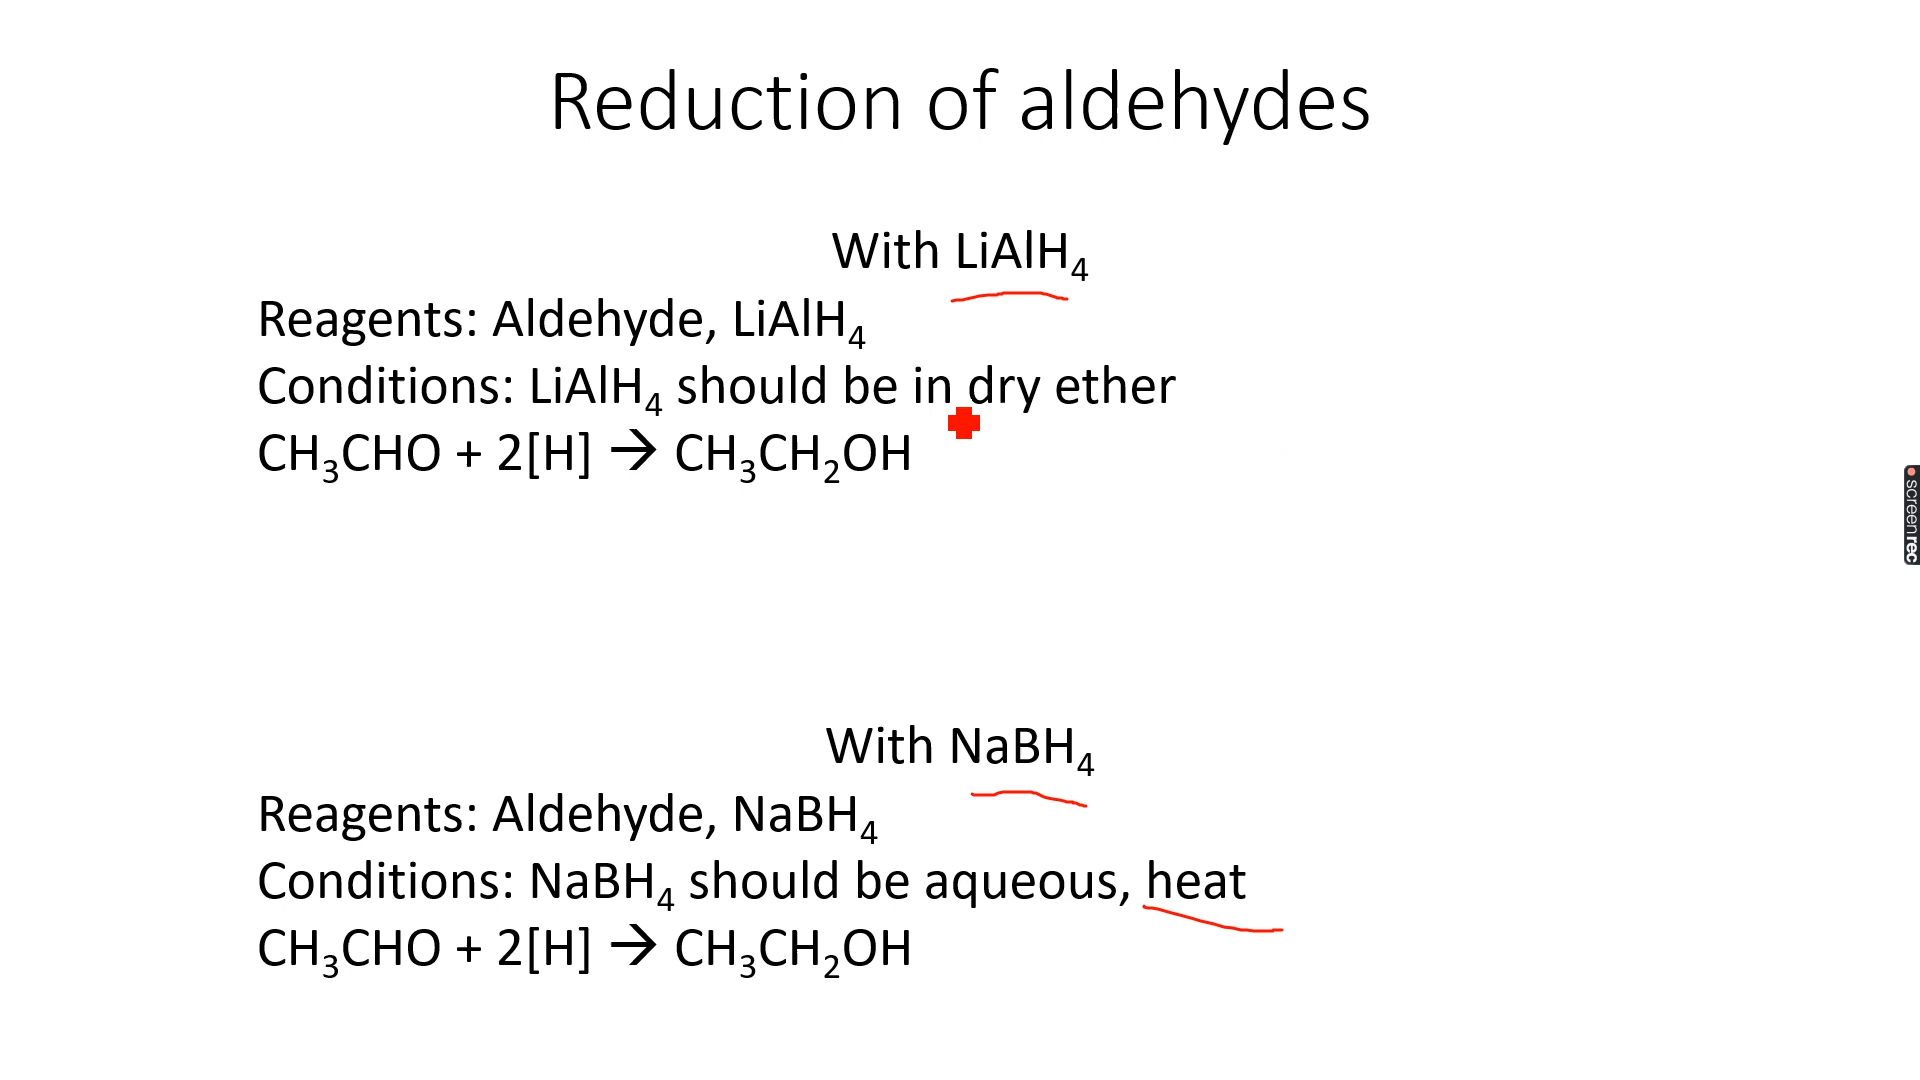 Reduction of aldehydes
With LiAlH₄
Reagents: Aldehyde, LiAlH₄
Conditions: LiAlH₄ should be in dry ether
CH₃CHO + 2[H] → CH₃CH₂OH
With NaBH₄
Reagents: Aldehyde, NaBH₄
Conditions: NaBH₄ should be aqueous, heat
CH₃CHO + 2[H] → CH₃CH₂OH
screenrec